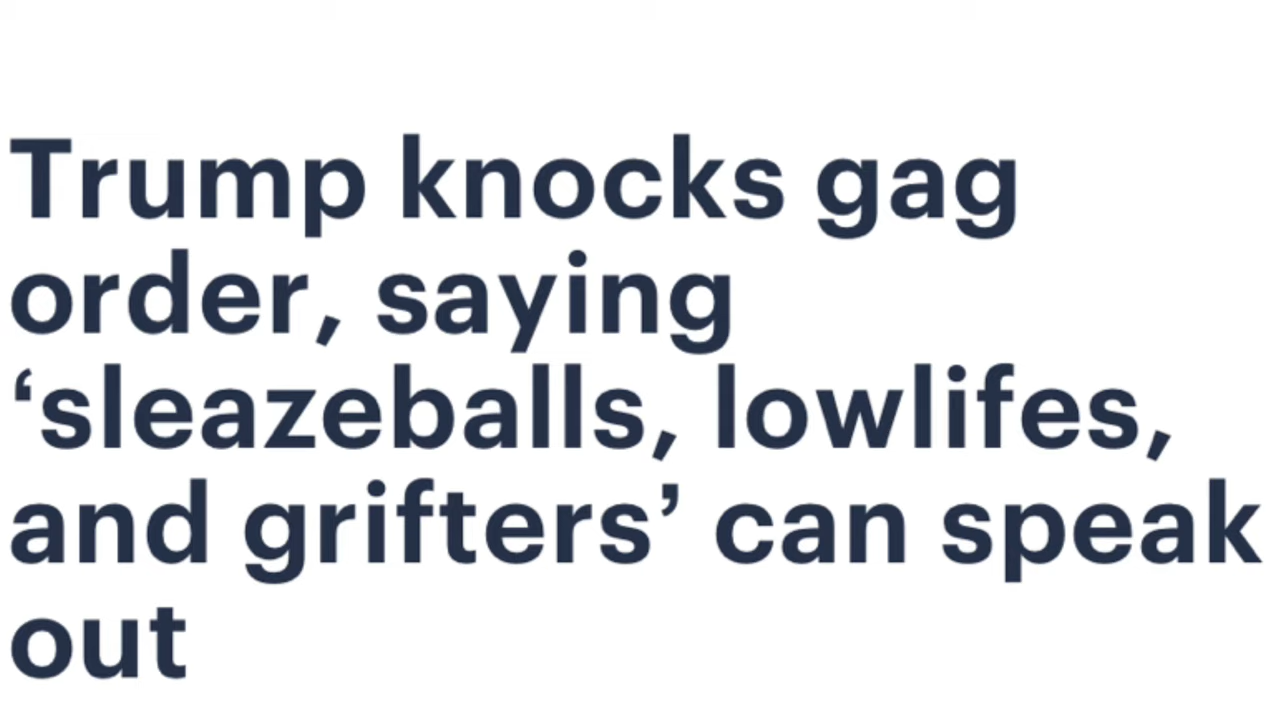 Trump knocks gag
order, saying
‘sleazeballs, lowlifes,
and grifters’ can speak
out